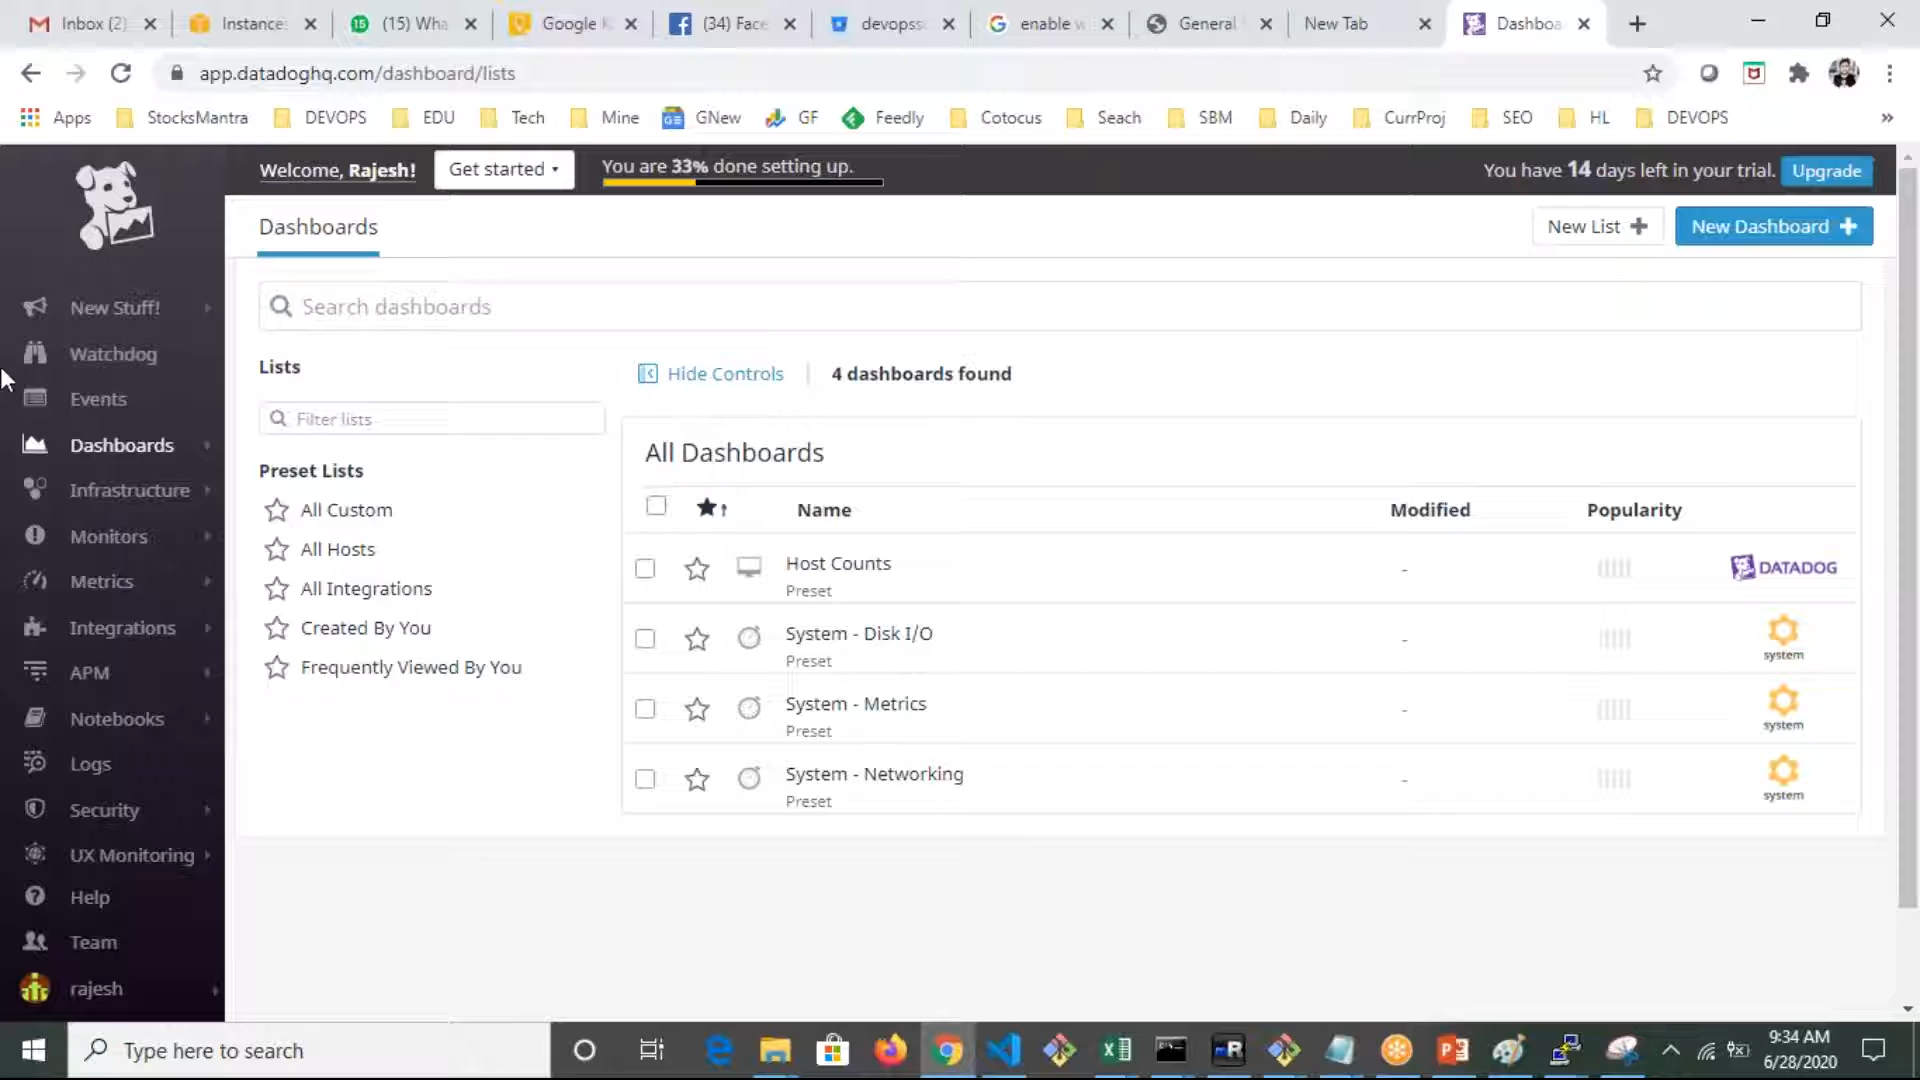 Inbox (2)
Instance
(15) Wha
Google K
(34) Face
devopss
enable w
General
New Tab
Dashboa
app.datadoghq.com/dashboard/lists
Apps
StocksMantra
DEVOPS
EDU
Tech
Mine
GNew
GF
Feedly
Cotocus
Seach
SBM
Daily
CurrProj
SEO
HL
DEVOPS
»
Welcome, Rajesh!
Get started
You are 33% done setting up.
You have 14 days left in your trial.
Upgrade
New Stuff!
Watchdog
Events
Dashboards
Infrastructure
Monitors
Metrics
Integrations
APM
Notebooks
Logs
Security
UX Monitoring
Help
Team
rajesh
Dashboards
New List +
New Dashboard +
Search dashboards
Lists
Filter lists
Preset Lists
All Custom
All Hosts
All Integrations
Created By You
Frequently Viewed By You
Hide Controls
4 dashboards found
All Dashboards
Name
Modified
Popularity
Host Counts
Preset
-
DATADOG
System - Disk I/O
Preset
-
system
System - Metrics
Preset
-
system
System - Networking
Preset
-
system
Type here to search
9:34 AM
6/28/2020